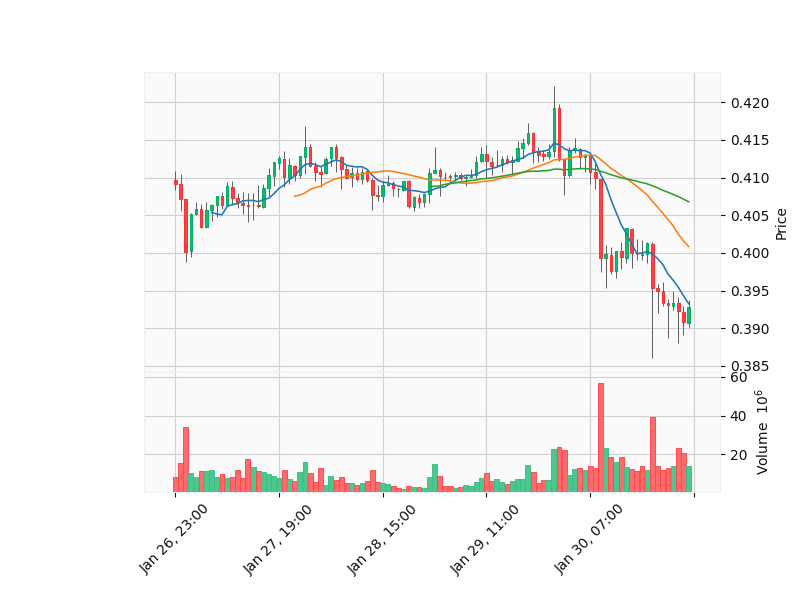 0.420
0.415
0.410
0.405
0.400
0.395
0.390
0.385
Price
60
40
20
Volume 10⁶
Jan 26, 23:00
Jan 27, 19:00
Jan 28, 15:00
Jan 29, 11:00
Jan 30, 07:00